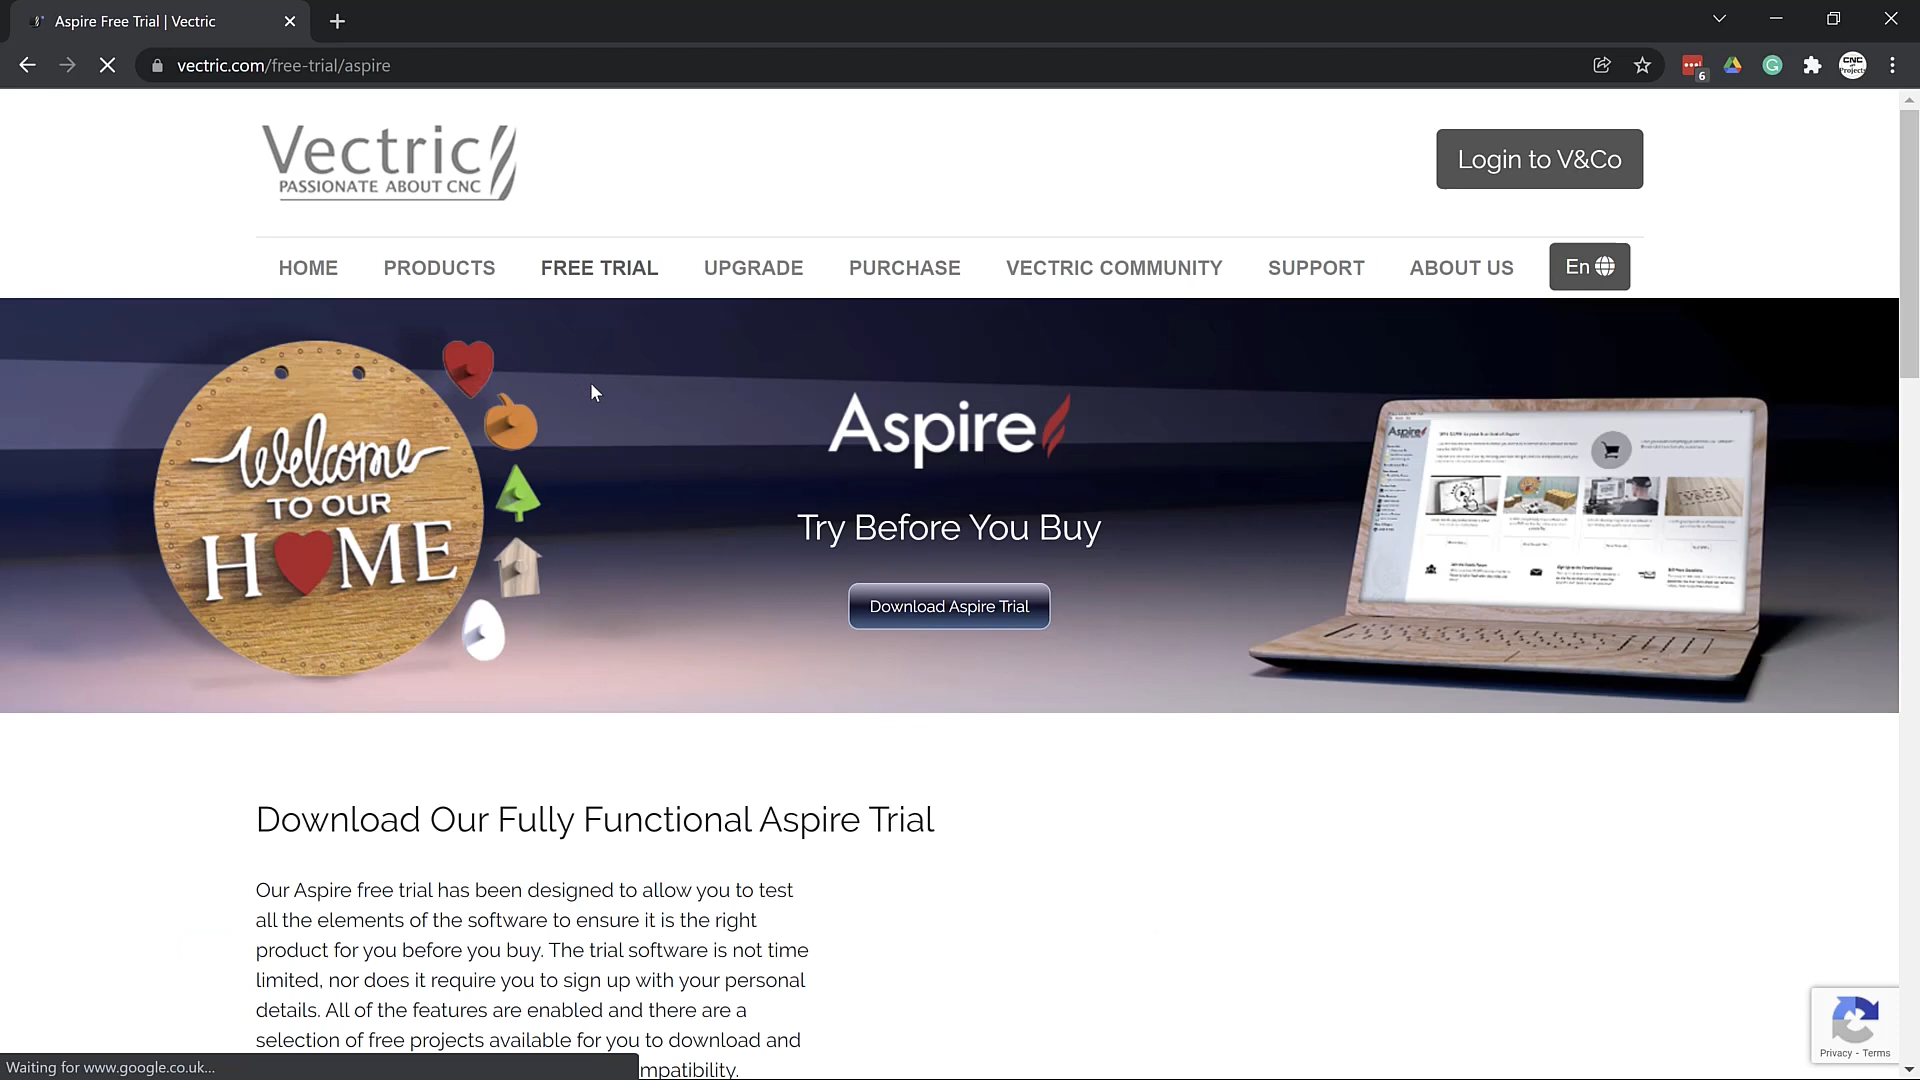 Aspire Free Trial | Vectric
vectric.com/free-trial/aspire
6
CNC
Projects
Vectric
PASSIONATE ABOUT CNC
Login to V&Co
HOME PRODUCTS FREE TRIAL UPGRADE PURCHASE VECTRIC COMMUNITY SUPPORT ABOUT US En
Welcome
TO OUR
HOME
Aspire
Try Before You Buy
Download Aspire Trial
Aspire
Download Our Fully Functional Aspire Trial
Our Aspire free trial has been designed to allow you to test
all the elements of the software to ensure it is the right
product for you before you buy. The trial software is not time
limited, nor does it require you to sign up with your personal
details. All of the features are enabled and there are a
selection of free projects available for you to download and
mpatibility.
Privacy - Terms
Waiting for www.google.co.uk...